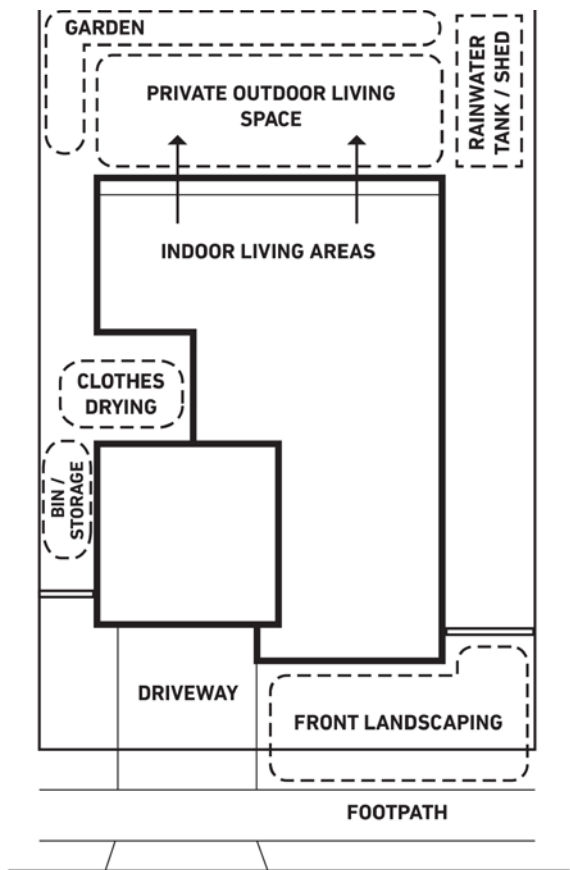 GARDEN
PRIVATE OUTDOOR LIVING
SPACE
RAINWATER
TANK / SHED
INDOOR LIVING AREAS
CLOTHES
DRYING
BIN /
STORAGE
DRIVEWAY
FRONT LANDSCAPING
FOOTPATH